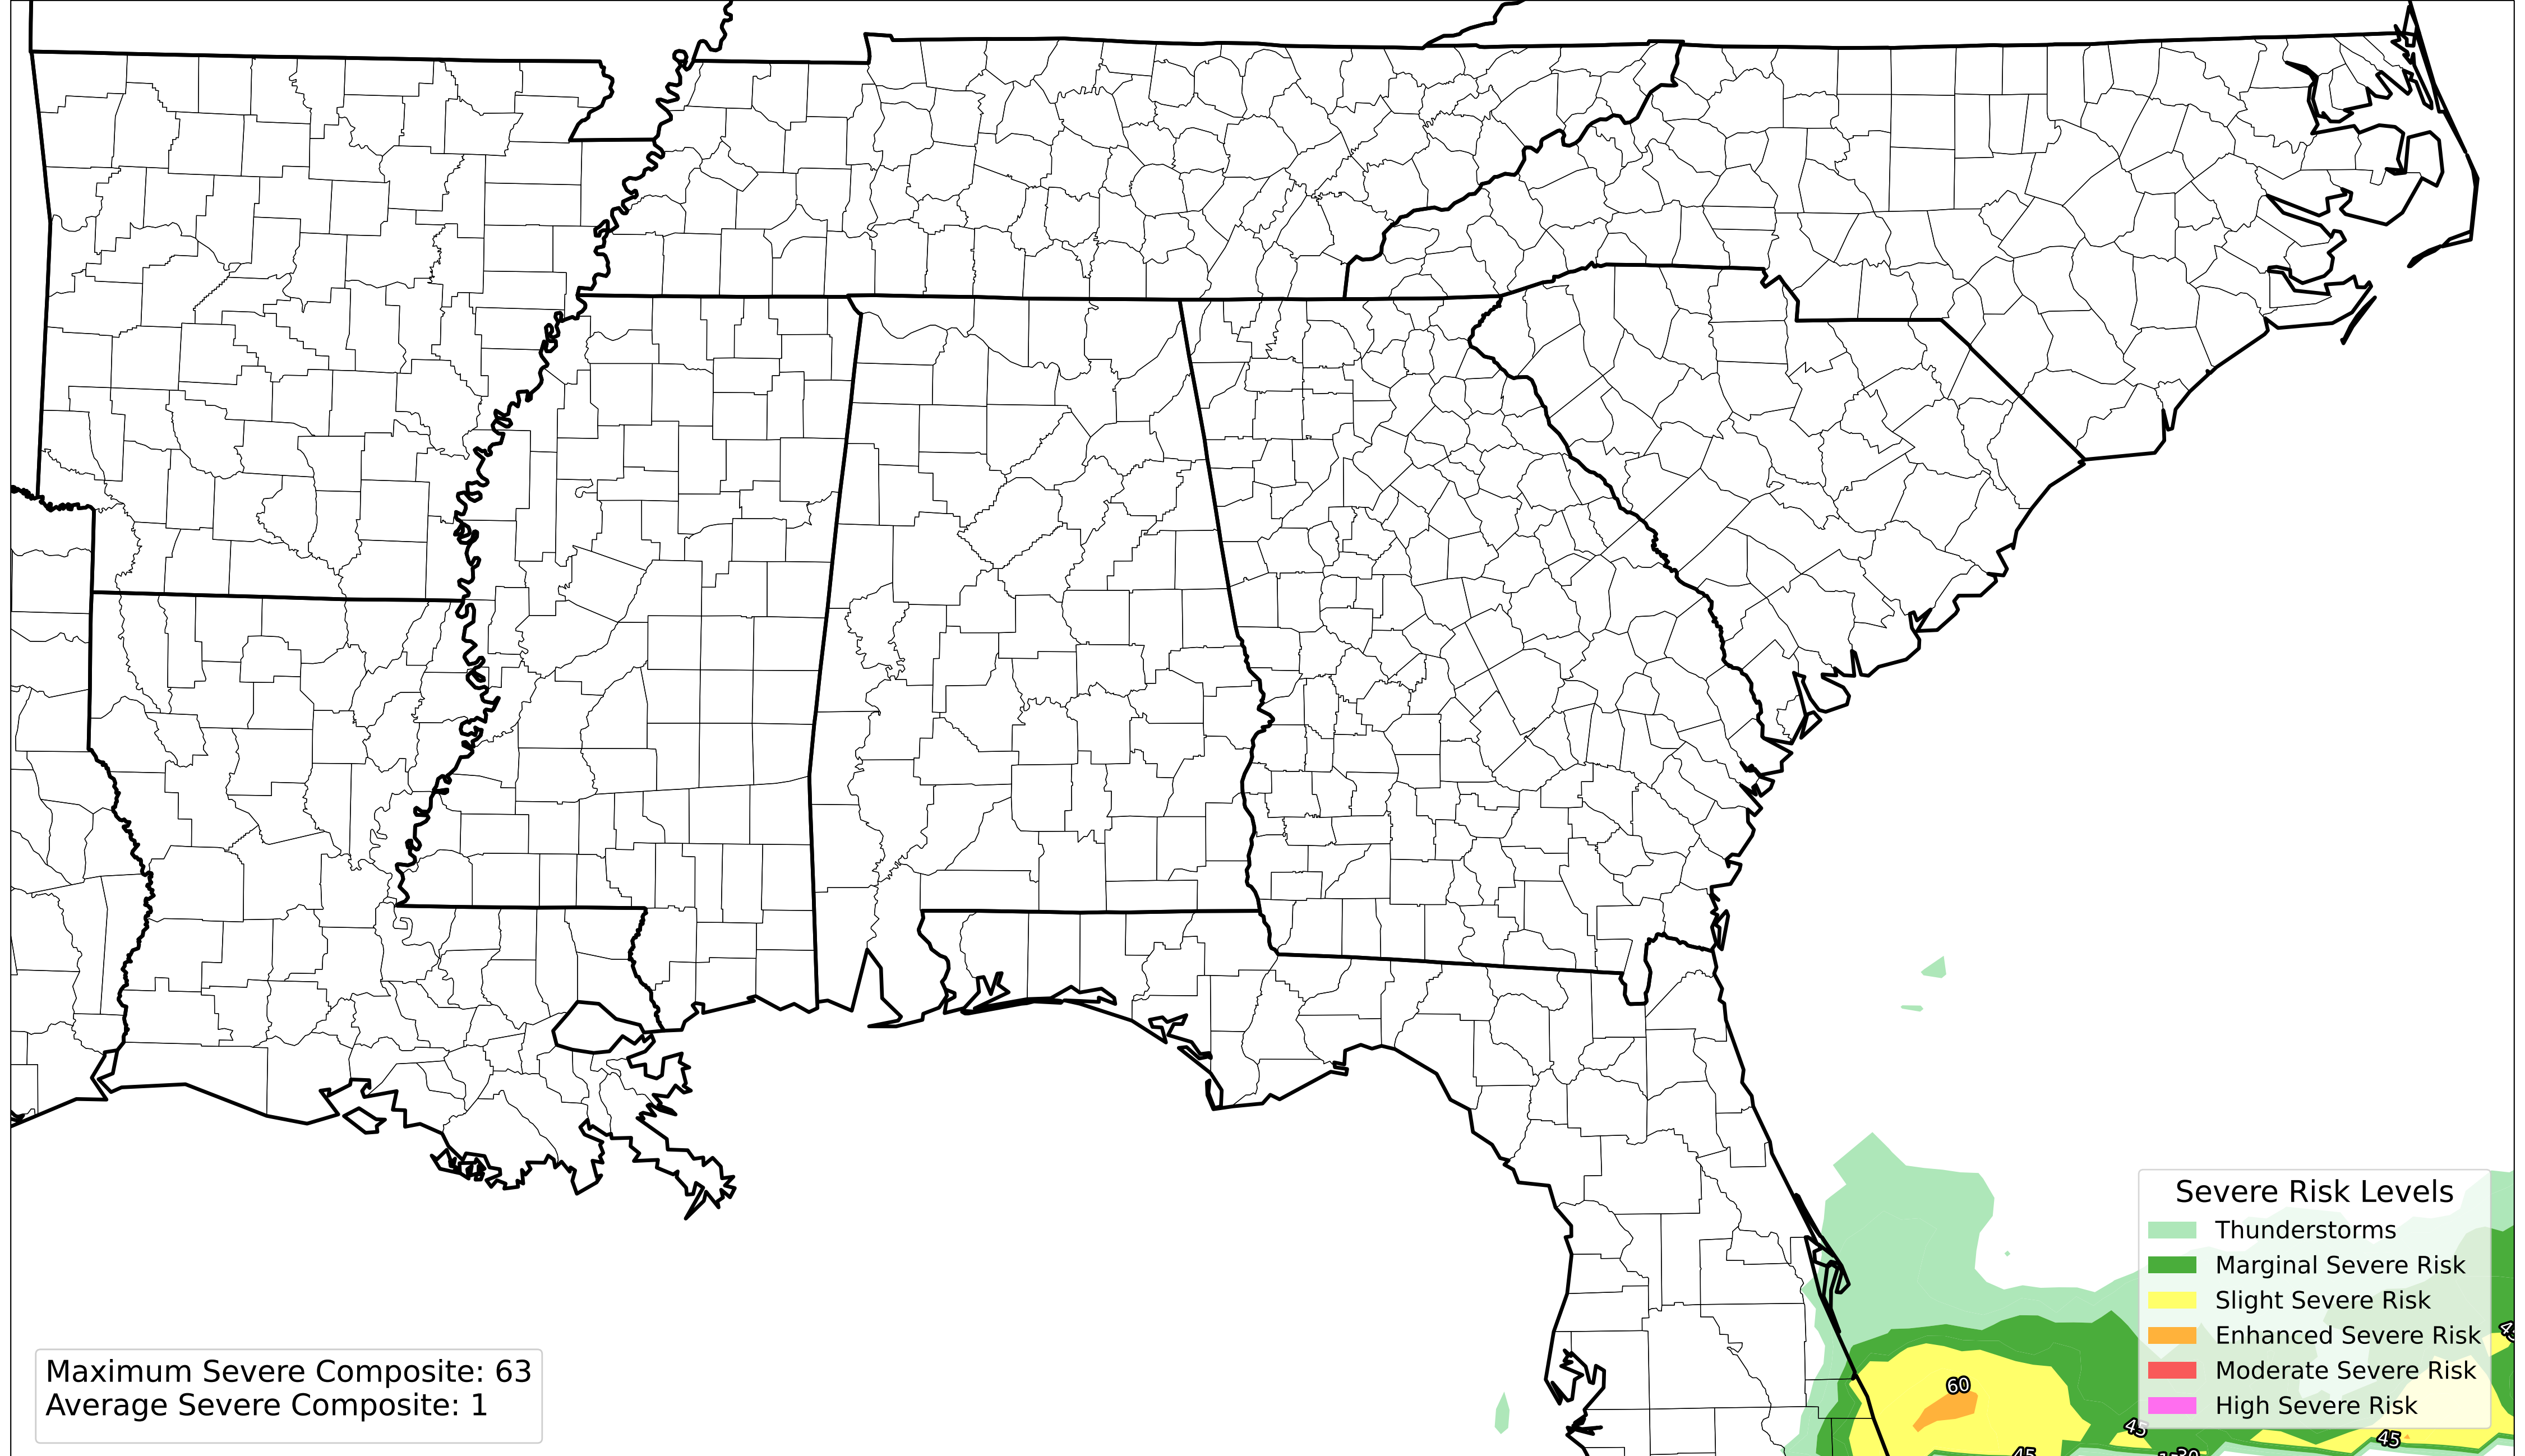 Severe Risk Levels
Thunderstorms
Marginal Severe Risk
Slight Severe Risk
Enhanced Severe Risk
Moderate Severe Risk
High Severe Risk
Maximum Severe Composite: 63
Average Severe Composite: 1
60
45
45
45